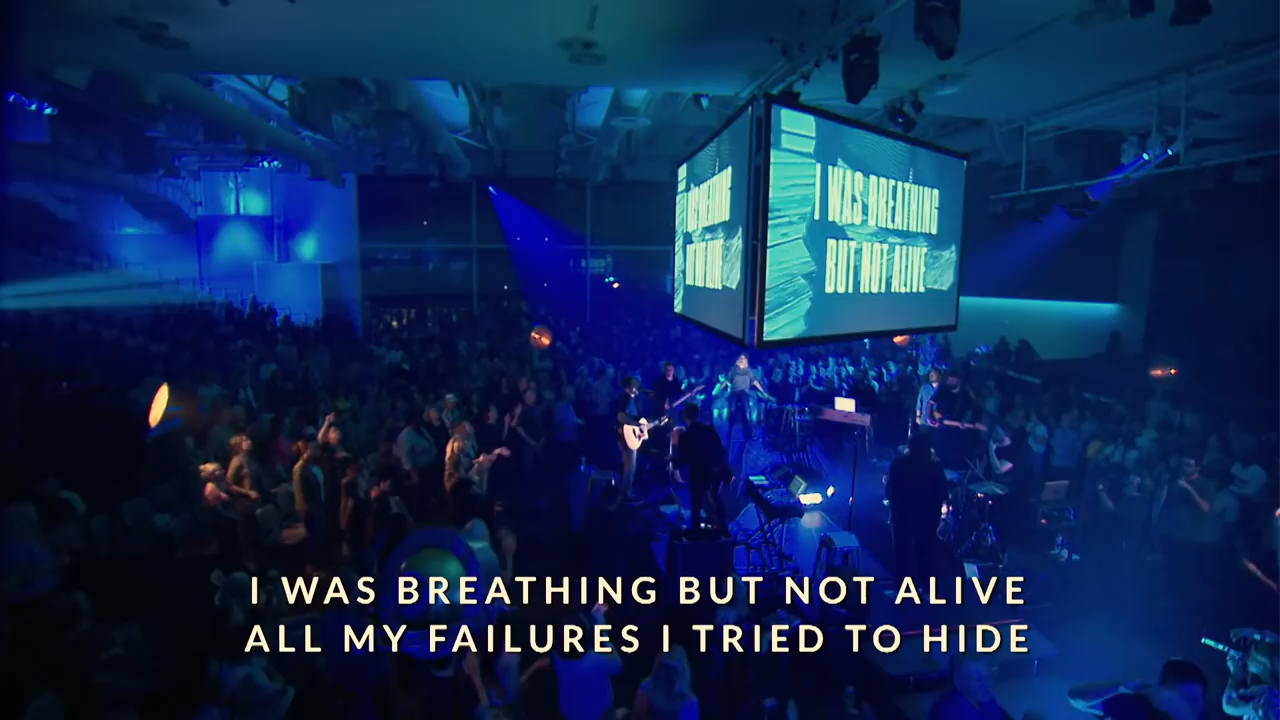 I WAS BREATHING
BUT NOT ALIVE
I WAS BREATHING BUT NOT ALIVE
ALL MY FAILURES I TRIED TO HIDE